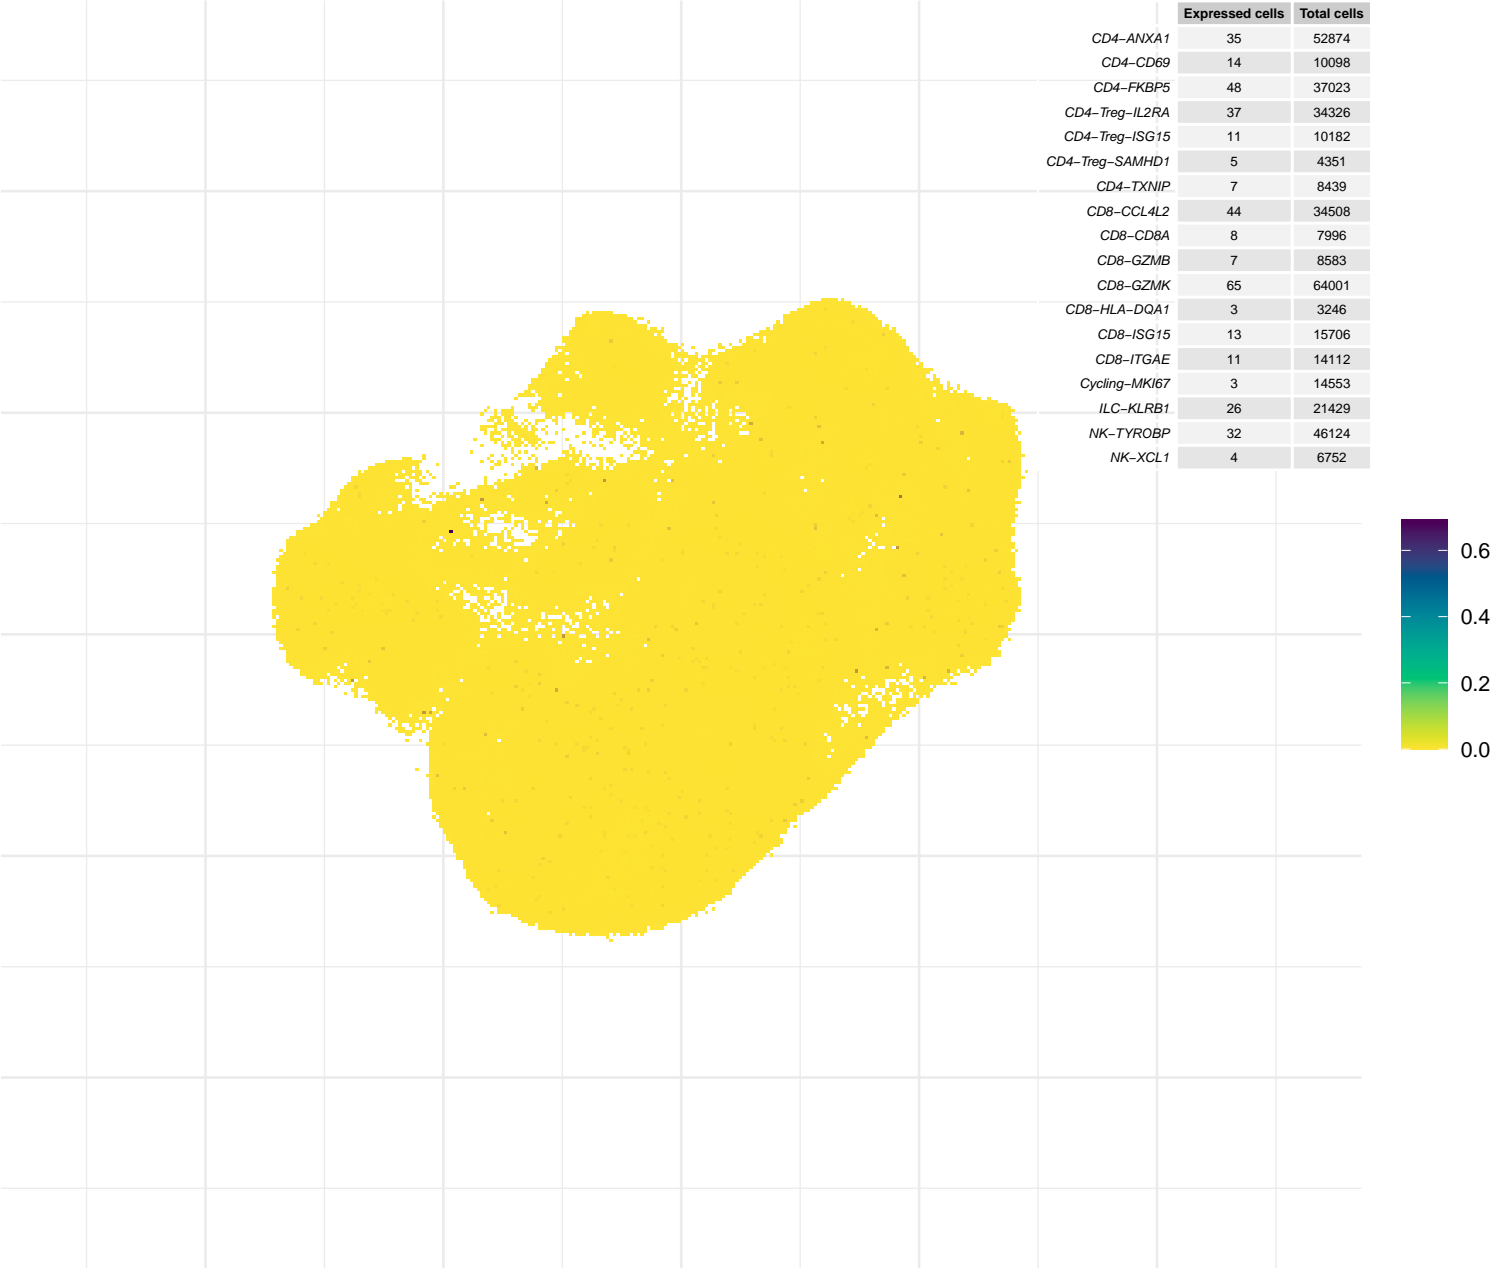 Expressed cells Total cells
CD4–ANXA1 35 52874
CD4–CD69 14 10098
CD4–FKBP5 48 37023
CD4–Treg–IL2RA 37 34326
CD4–Treg–ISG15 11 10182
CD4–Treg–SAMHD1 5 4351
CD4–TXNIP 7 8439
CD8–CCL4L2 44 34508
CD8–CD8A 8 7996
CD8–GZMB 7 8583
CD8–GZMK 65 64001
CD8–HLA–DQA1 3 3246
CD8–ISG15 13 15706
CD8–ITGAE 11 14112
Cycling–MKI67 3 14553
ILC–KLRB1 26 21429
NK–TYROBP 32 46124
NK–XCL1 4 6752
0.6
0.4
0.2
0.0